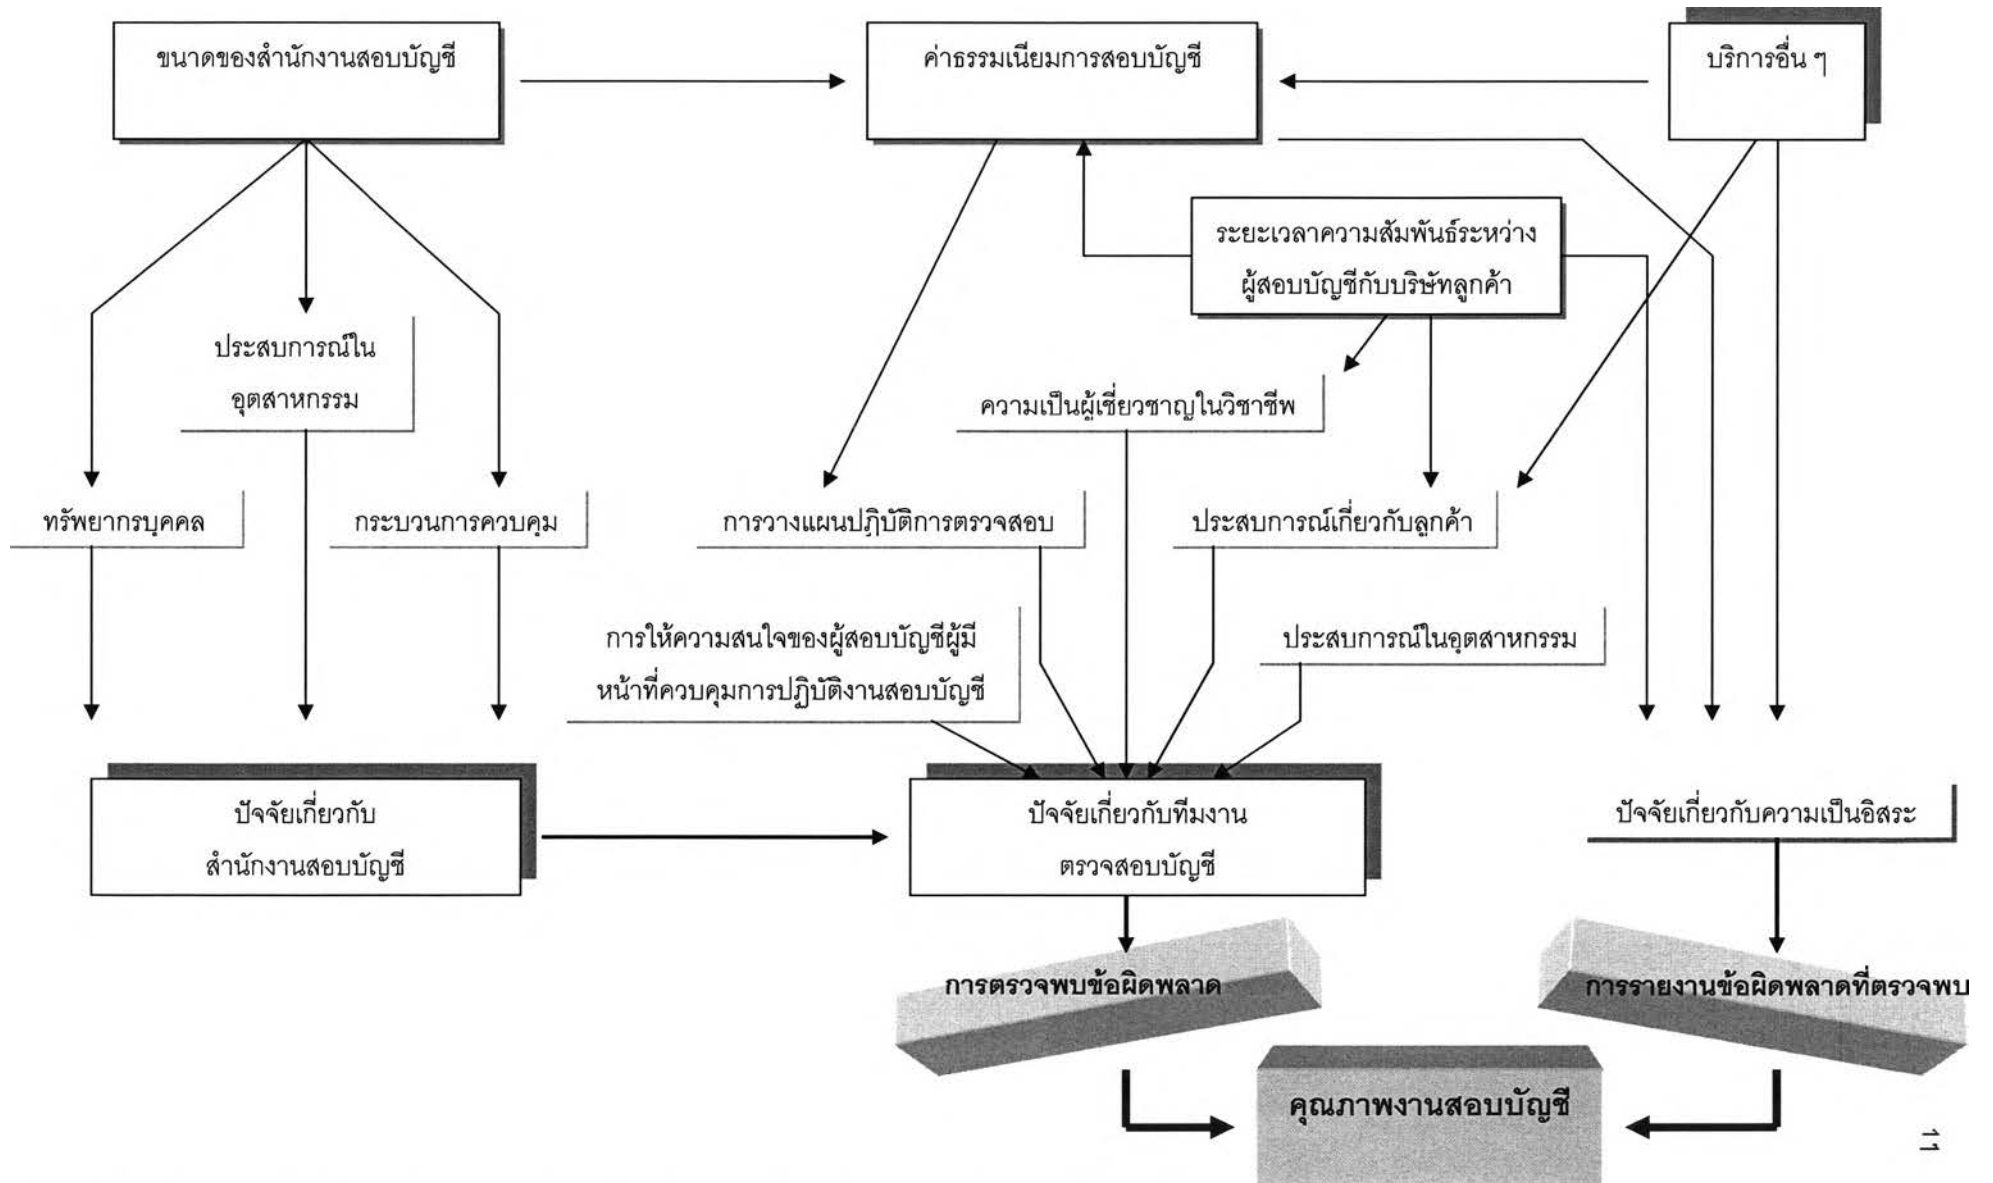 ขนาดของสำนักงานสอบบัญชี
ค่าธรรมเนียมการสอบบัญชี
บริการอื่น ๆ
ระยะเวลาความสัมพันธ์ระหว่าง
ผู้สอบบัญชีกับบริษัทลูกค้า
ประสบการณ์ใน
อุตสาหกรรม
ความเป็นผู้เชี่ยวชาญในวิชาชีพ
ทรัพยากรบุคคล
กระบวนการควบคุม
การวางแผนปฏิบัติการตรวจสอบ
ประสบการณ์เกี่ยวกับลูกค้า
การให้ความสนใจของผู้สอบบัญชีผู้มี
หน้าที่ควบคุมการปฏิบัติงานสอบบัญชี
ประสบการณ์ในอุตสาหกรรม
ปัจจัยเกี่ยวกับ
สำนักงานสอบบัญชี
ปัจจัยเกี่ยวกับทีมงาน
ตรวจสอบบัญชี
ปัจจัยเกี่ยวกับความเป็นอิสระ
การตรวจพบข้อผิดพลาด
การรายงานข้อผิดพลาดที่ตรวจพบ
คุณภาพงานสอบบัญชี
11